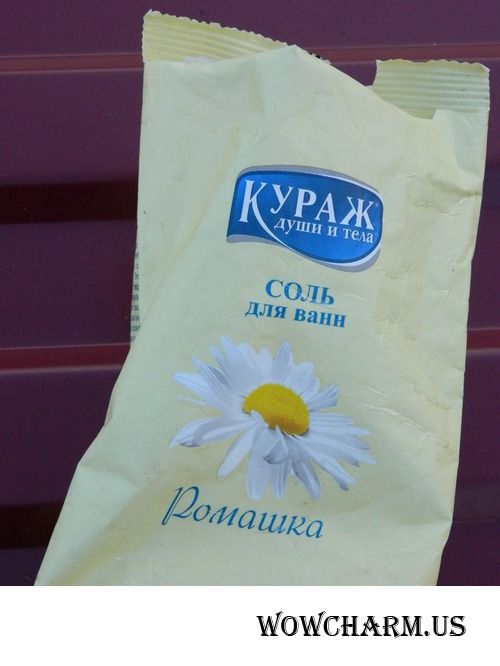 КУРАЖ®
души и тела
СОЛЬ
для ванн
Ромашка
WOWCHARM.US